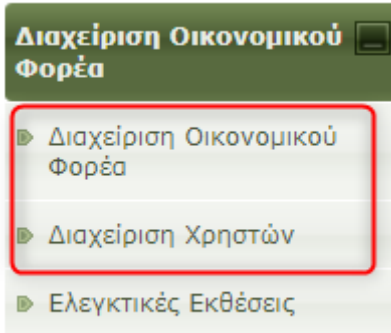 Διαχείριση Οικονομικού
Φορέα
Διαχείριση Οικονομικού
Φορέα
Διαχείριση Χρηστών
Ελεγκτικές Εκθέσεις